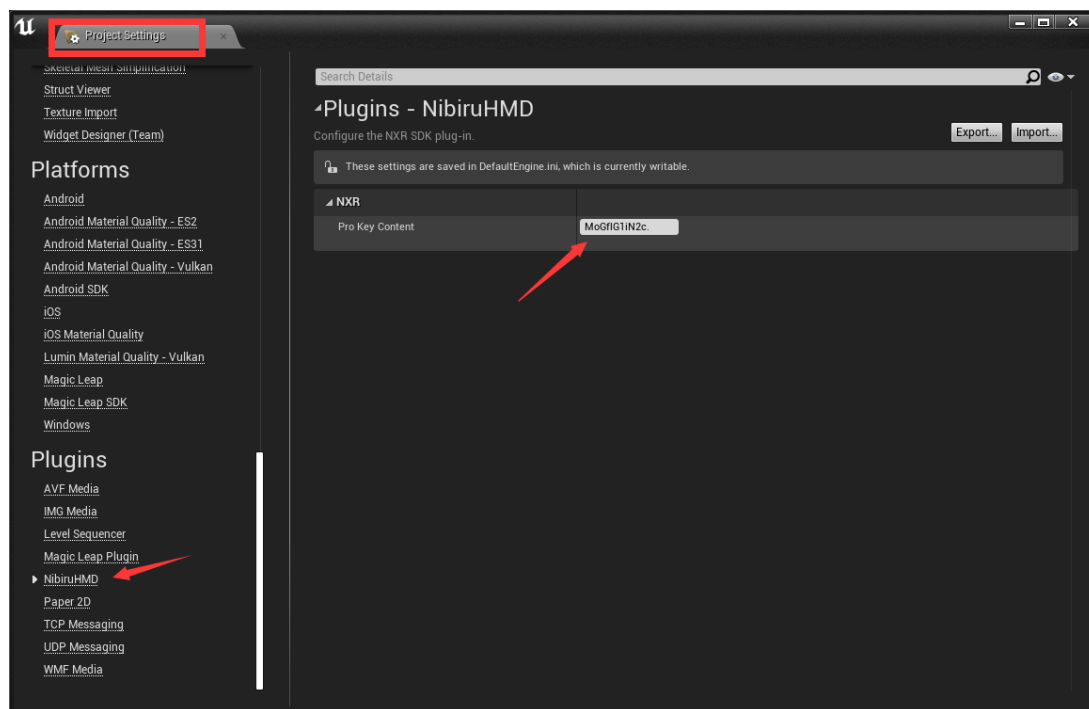 Project Settings
Skeletal Mesh Simplification
Struct Viewer
Texture Import
Widget Designer (Team)
Platforms
Android
Android Material Quality - ES2
Android Material Quality - ES31
Android Material Quality - Vulkan
Android SDK
iOS
iOS Material Quality
Lumin Material Quality - Vulkan
Magic Leap
Magic Leap SDK
Windows
Plugins
AVF Media
IMG Media
Level Sequencer
Magic Leap Plugin
NibiruHMD
Paper 2D
TCP Messaging
UDP Messaging
WMF Media
Search Details
Plugins - NibiruHMD
Configure the NXR SDK plug-in.
Export... Import...
These settings are saved in DefaultEngine.ini, which is currently writable.
NXR
Pro Key Content MoGfIG1iN2c.